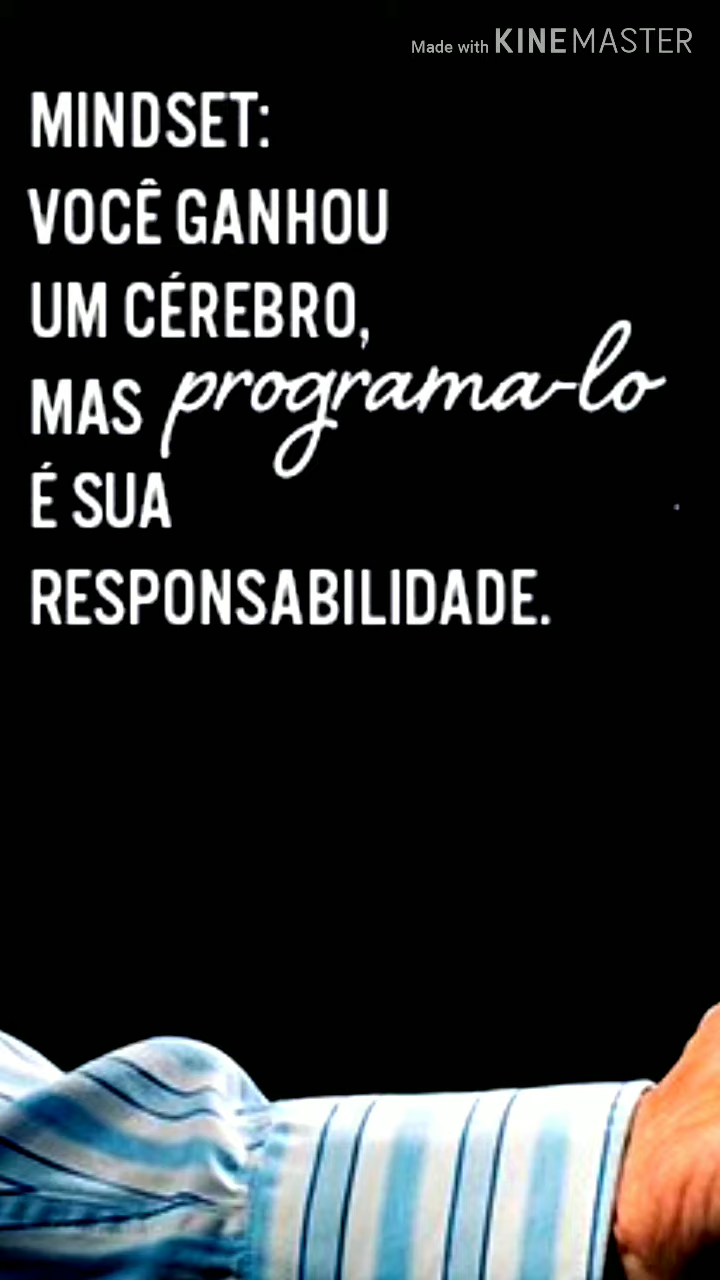 Made with KINEMASTER
MINDSET:
VOCÊ GANHOU
UM CÉREBRO,
MAS programa-lo
É SUA
RESPONSABILIDADE.